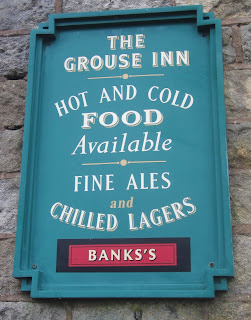 THE
GROUSE INN
HOT AND COLD
FOOD
Available
FINE ALES
and
CHILLED LAGERS
BANKS'S